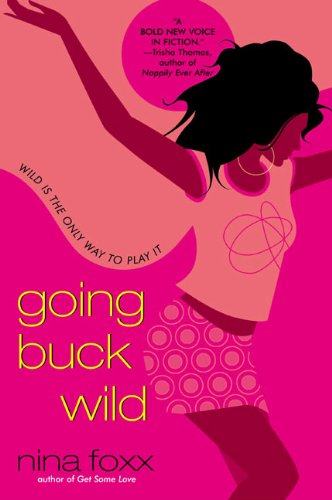 "A
BOLD NEW VOICE
IN FICTION."
—Trisha Thomas,
author of
Nappily Ever After
WILD IS THE ONLY WAY TO PLAY IT
going
buck
wild
nina foxx
author of Get Some Love